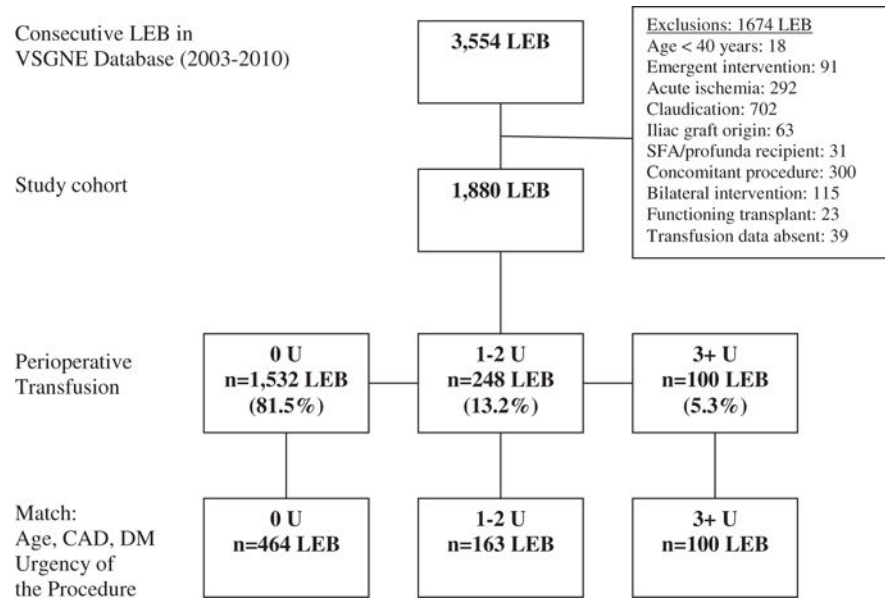 Consecutive LEB in
VSGNE Database (2003-2010)
3,554 LEB
Exclusions: 1674 LEB
Age < 40 years: 18
Emergent intervention: 91
Acute ischemia: 292
Claudication: 702
Iliac graft origin: 63
SFA/profunda recipient: 31
Concomitant procedure: 300
Bilateral intervention: 115
Functioning transplant: 23
Transfusion data absent: 39
Study cohort
1,880 LEB
Perioperative
Transfusion
0 U
n=1,532 LEB
(81.5%)
1-2 U
n=248 LEB
(13.2%)
3+ U
n=100 LEB
(5.3%)
Match:
Age, CAD, DM
Urgency of
the Procedure
0 U
n=464 LEB
1-2 U
n=163 LEB
3+ U
n=100 LEB